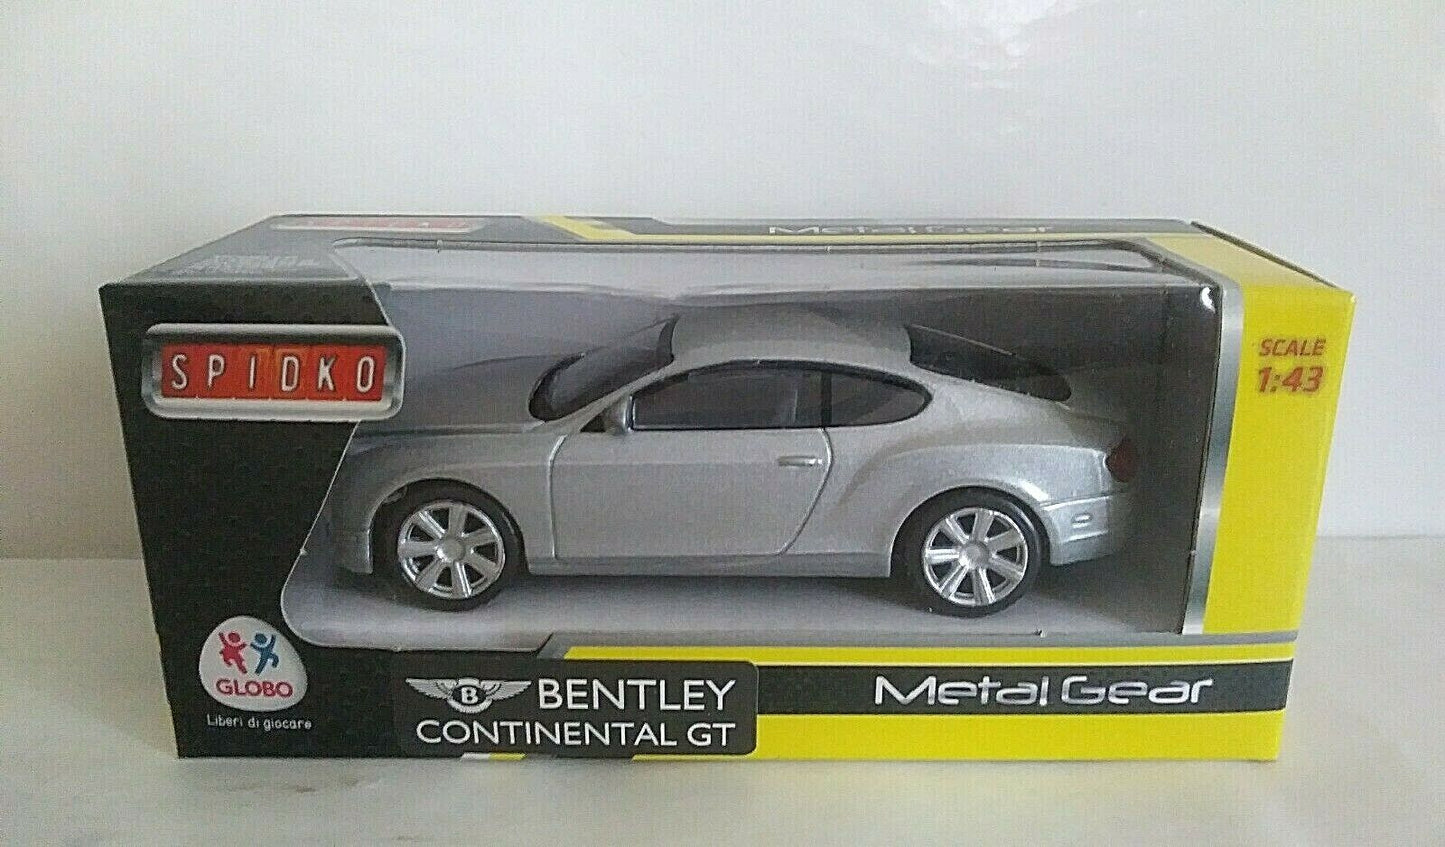 Metal Gear
SPIDKO
SCALE
1:43
GLOBO
Liberi di giocare
B
BENTLEY
CONTINENTAL GT
Metal Gear